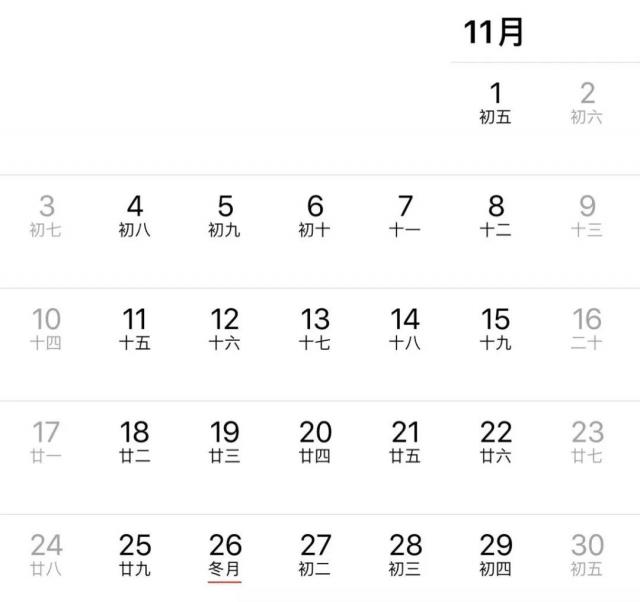 11月
1 2
初五 初六
3 4 5 6 7 8 9
初七 初八 初九 初十 十一 十二 十三
10 11 12 13 14 15 16
十四 十五 十六 十七 十八 十九 二十
17 18 19 20 21 22 23
廿一 廿二 廿三 廿四 廿五 廿六 廿七
24 25 26 27 28 29 30
廿八 廿九 冬月 初二 初三 初四 初五